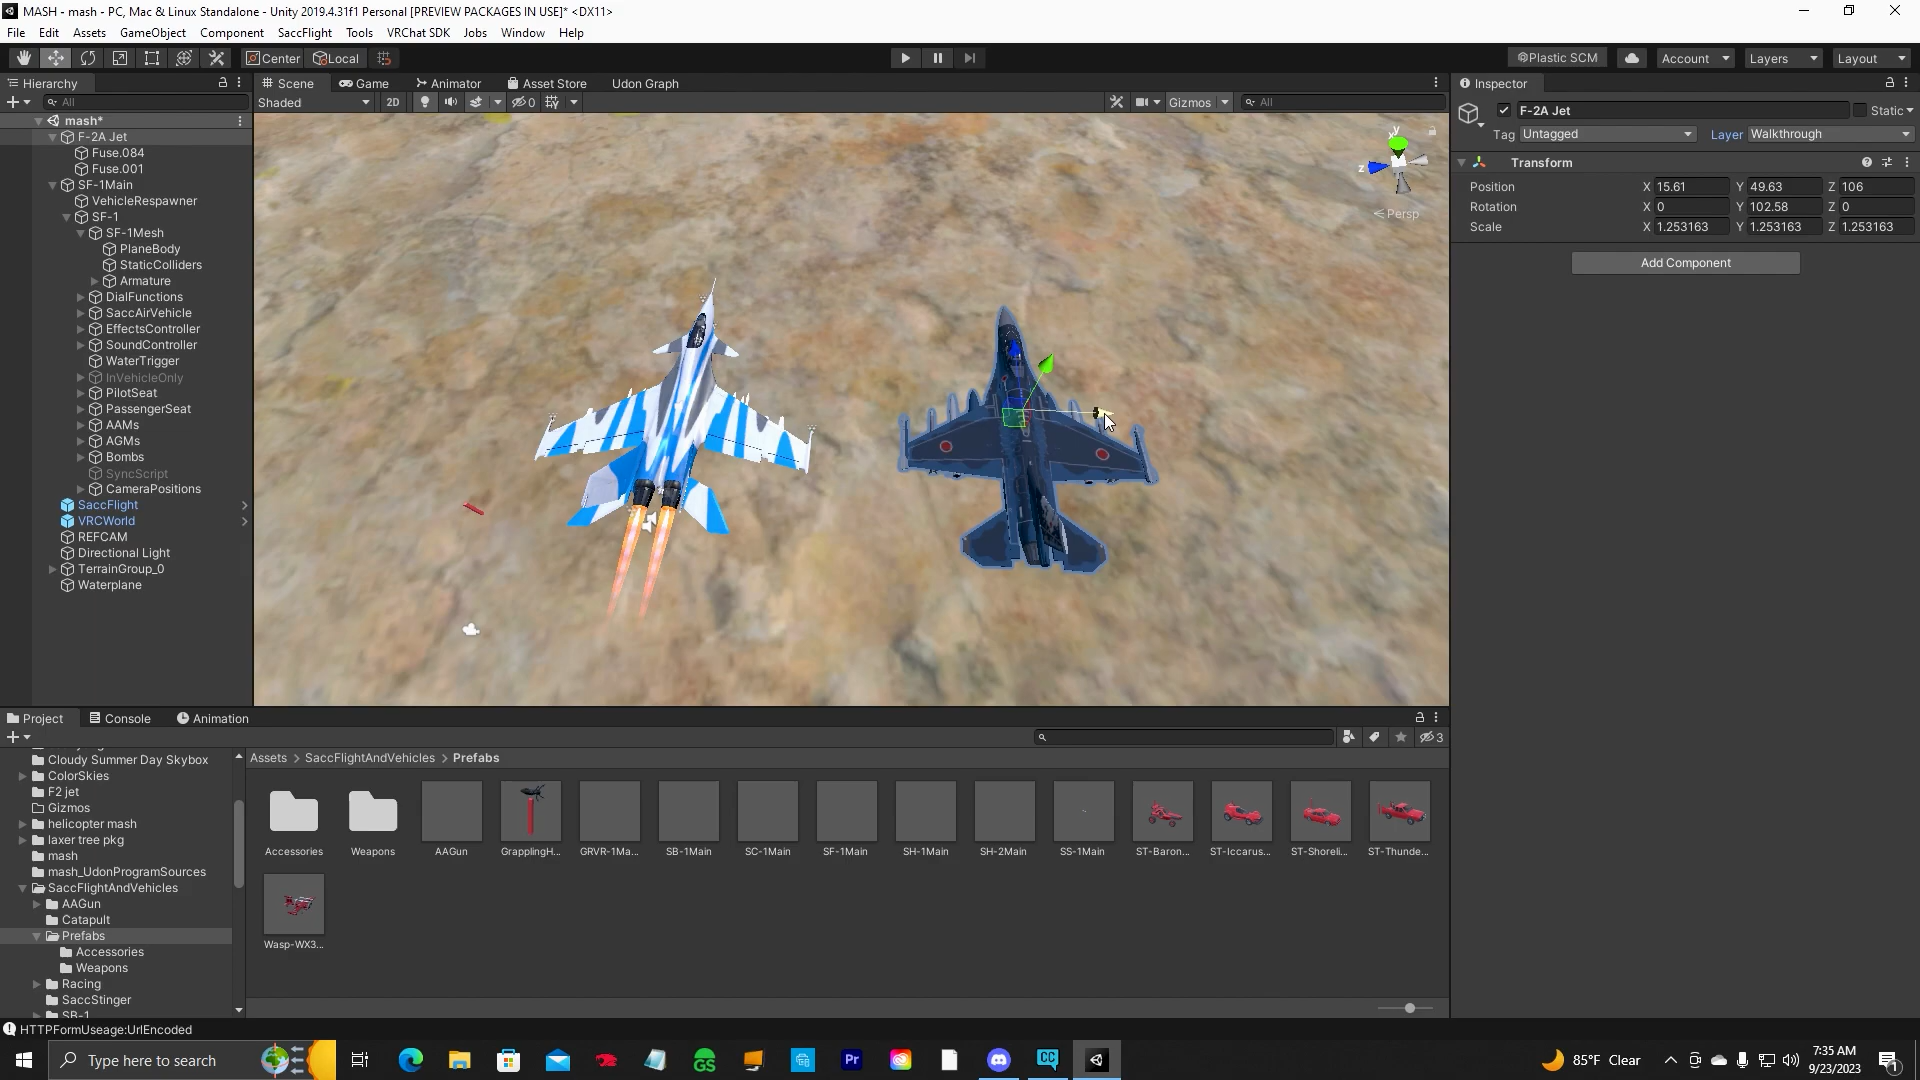 MASH - mash - PC, Mac & Linux Standalone - Unity 2019.4.31f1 Personal [PREVIEW PACKAGES IN USE]* <DX11>
File Edit Assets GameObject Component SaccFlight Tools VRChat SDK Jobs Window Help
Center Local Plastic SCM Account Layers Layout
Hierarchy Scene Game Animator Asset Store Udon Graph Inspector
All Shaded 2D 0 Gizmos All
F-2A Jet Static
Tag Untagged Layer Walkthrough
Transform
Position X 15.61 Y 49.63 Z 106
Rotation X 0 Y 102.58 Z 0
Scale X 1.253163 Y 1.253163 Z 1.253163
Add Component
mash*
F-2A Jet
Fuse.084
Fuse.001
SF-1Main
VehicleRespawner
SF-1
SF-1Mesh
PlaneBody
StaticColliders
Armature
DialFunctions
SaccAirVehicle
EffectsController
SoundController
WaterTrigger
InVehicleOnly
PilotSeat
PassengerSeat
AAMs
AGMs
Bombs
SyncScript
CameraPositions
SaccFlight
VRCWorld
REFCAM
Directional Light
TerrainGroup_0
Waterplane
y
z
Persp
Project Console Animation
3
Cloudy Summer Day Skybox
ColorSkies
F2 jet
Gizmos
helicopter mash
laxer tree pkg
mash
mash_UdonProgramSources
SaccFlightAndVehicles
AAGun
Catapult
Prefabs
Accessories
Weapons
Racing
SaccStinger
SB-1
Assets > SaccFlightAndVehicles > Prefabs
Accessories Weapons AAGun GrapplingH... GRVR-1Ma... SB-1Main SC-1Main SF-1Main SH-1Main SH-2Main SS-1Main ST-Baron... ST-Iccarus... ST-Shoreli... ST-Thunde...
Wasp-WX3...
HTTPFormUseage:UrlEncoded
Type here to search GS Pr CC 85°F Clear 7:35 AM
9/23/2023 1